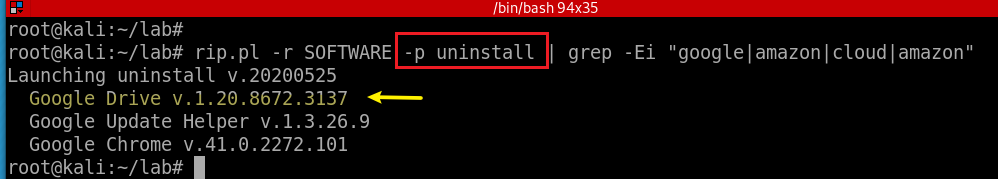 /bin/bash 94x35
root@kali:~/lab#
root@kali:~/lab# rip.pl -r SOFTWARE -p uninstall | grep -Ei "google|amazon|cloud|amazon"
Launching uninstall v.20200525
  Google Drive v.1.20.8672.3137
  Google Update Helper v.1.3.26.9
  Google Chrome v.41.0.2272.101
root@kali:~/lab#